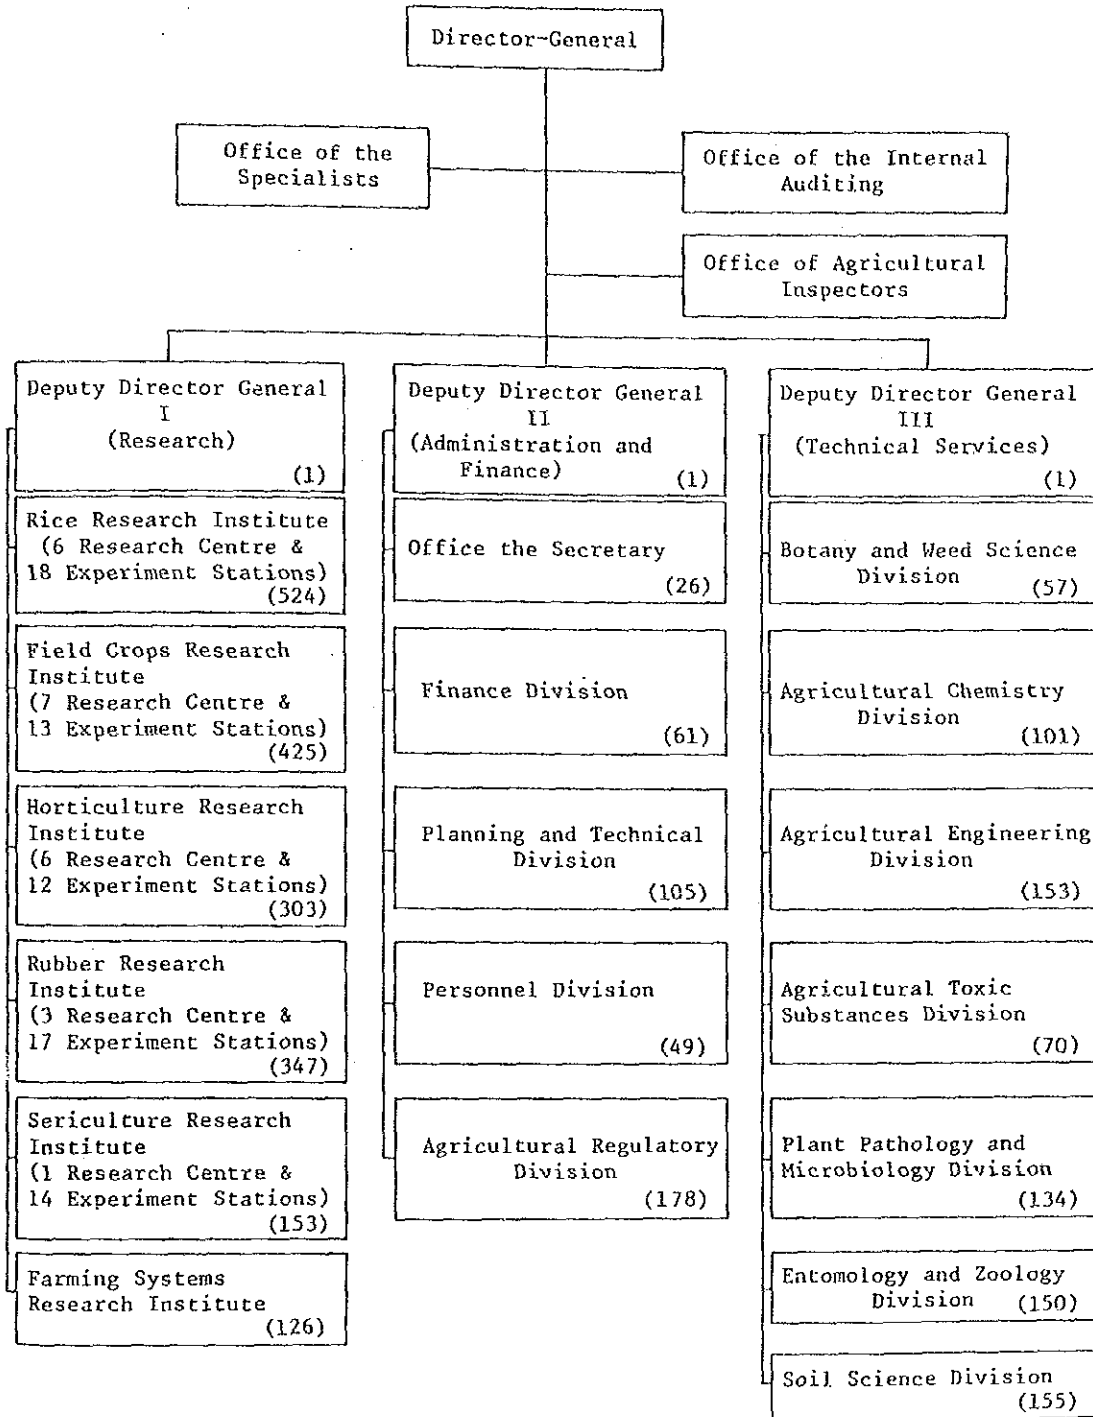 Director-General
Office of the
Specialists
Office of the Internal
Auditing
Office of Agricultural
Inspectors
Deputy Director General
I
(Research)
(1)
Rice Research Institute
(6 Research Centre &
18 Experiment Stations)
(524)
Field Crops Research
Institute
(7 Research Centre &
13 Experiment Stations)
(425)
Horticulture Research
Institute
(6 Research Centre &
12 Experiment Stations)
(303)
Rubber Research
Institute
(3 Research Centre &
17 Experiment Stations)
(347)
Sericulture Research
Institute
(1 Research Centre &
14 Experiment Stations)
(153)
Farming Systems
Research Institute
(126)
Deputy Director General
II
(Administration and
Finance)
(1)
Office the Secretary
(26)
Finance Division
(61)
Planning and Technical
Division
(105)
Personnel Division
(49)
Agricultural Regulatory
Division
(178)
Deputy Director General
III
(Technical Services)
(1)
Botany and Weed Science
Division
(57)
Agricultural Chemistry
Division
(101)
Agricultural Engineering
Division
(153)
Agricultural Toxic
Substances Division
(70)
Plant Pathology and
Microbiology Division
(134)
Entomology and Zoology
Division (150)
Soil Science Division
(155)